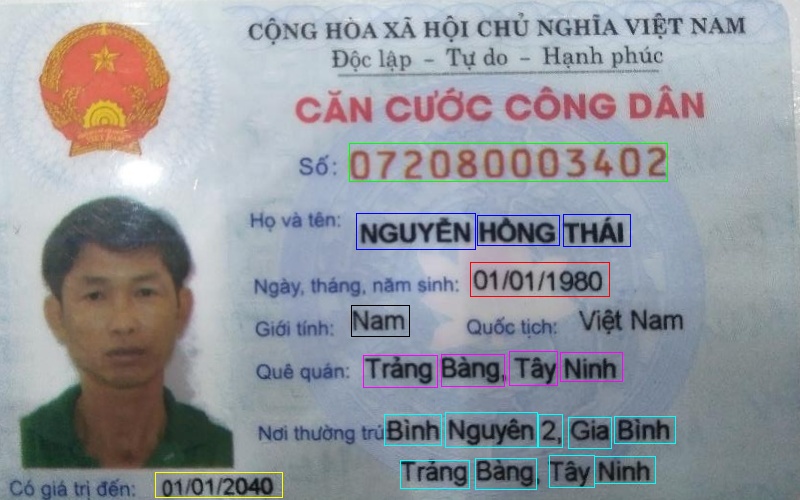 CỘNG HÒA XÃ HỘI CHỦ NGHĨA VIỆT NAM
Độc lập - Tự do - Hạnh phúc
CĂN CƯỚC CÔNG DÂN
Số: 072080003402
Họ và tên: NGUYỄN HỒNG THÁI
Ngày, tháng, năm sinh: 01/01/1980
Giới tính: Nam Quốc tịch: Việt Nam
Quê quán: Trảng Bàng, Tây Ninh
Nơi thường trú: Bình Nguyên 2, Gia Bình
Trảng Bàng, Tây Ninh
Có giá trị đến: 01/01/2040